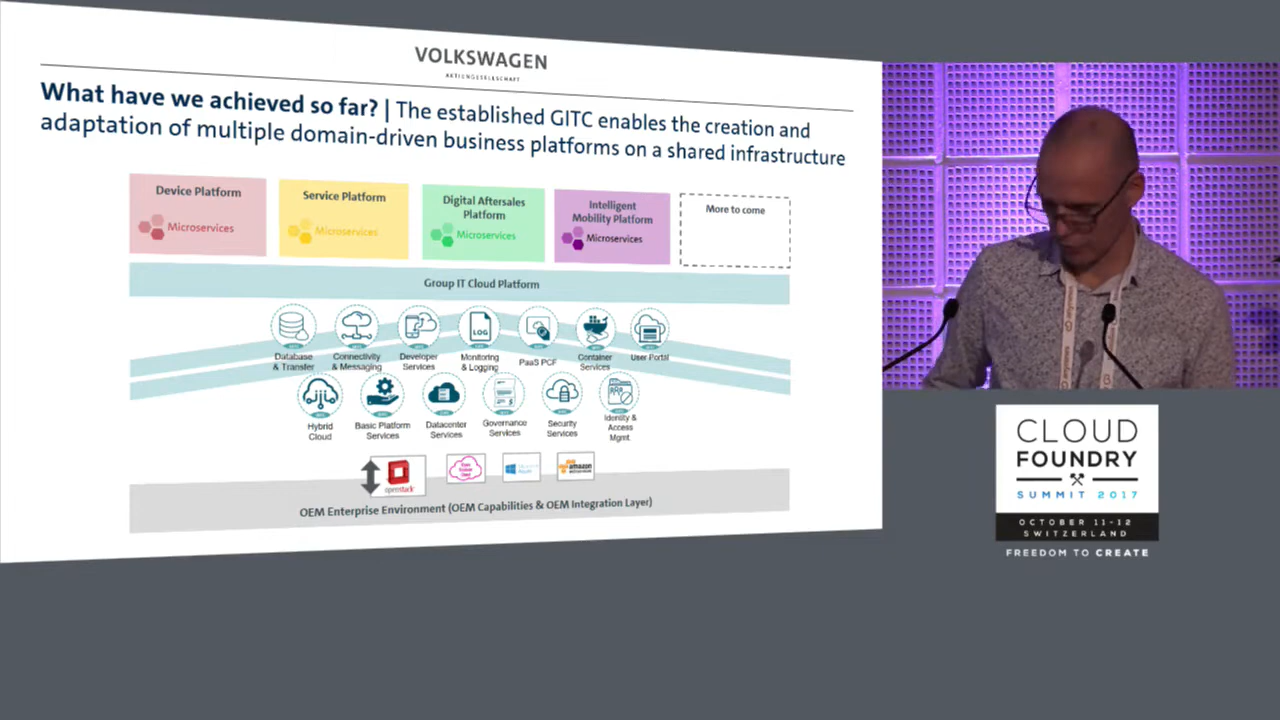 VOLKSWAGEN
AKTIENGESELLSCHAFT
What have we achieved so far? | The established GITC enables the creation and
adaptation of multiple domain-driven business platforms on a shared infrastructure
Device Platform
Microservices
Service Platform
Microservices
Digital Aftersales
Platform
Microservices
Intelligent
Mobility Platform
Microservices
More to come
Group IT Cloud Platform
LOG
Database
& Transfer
Connectivity
& Messaging
Developer
Services
Monitoring
& Logging
PaaS PCF
Container
Services
User Portal
Hybrid
Cloud
Basic Platform
Services
Datacenter
Services
Governance
Services
Security
Services
Identity &
Access
Mgmt.
openstack
amazon
OEM Enterprise Environment (OEM Capabilities & OEM Integration Layer)
CLOUD
FOUNDRY
SUMMIT 2017
OCTOBER 11-12
SWITZERLAND
FREEDOM TO CREATE